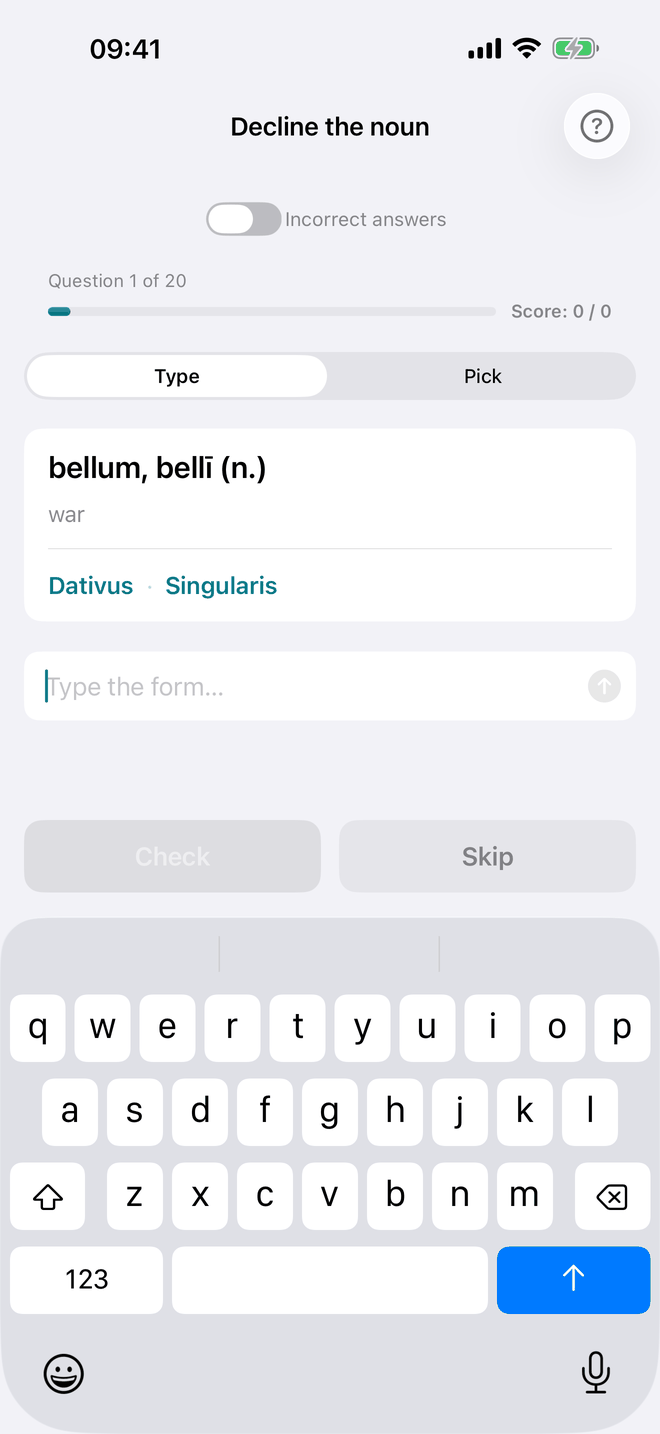 09:41
Decline the noun
?
Incorrect answers
Question 1 of 20
Score: 0 / 0
Type Pick
bellum, bellī (n.)
war
Dativus · Singularis
Type the form...
Check Skip
q w e r t y u i o p
a s d f g h j k l
z x c v b n m
123